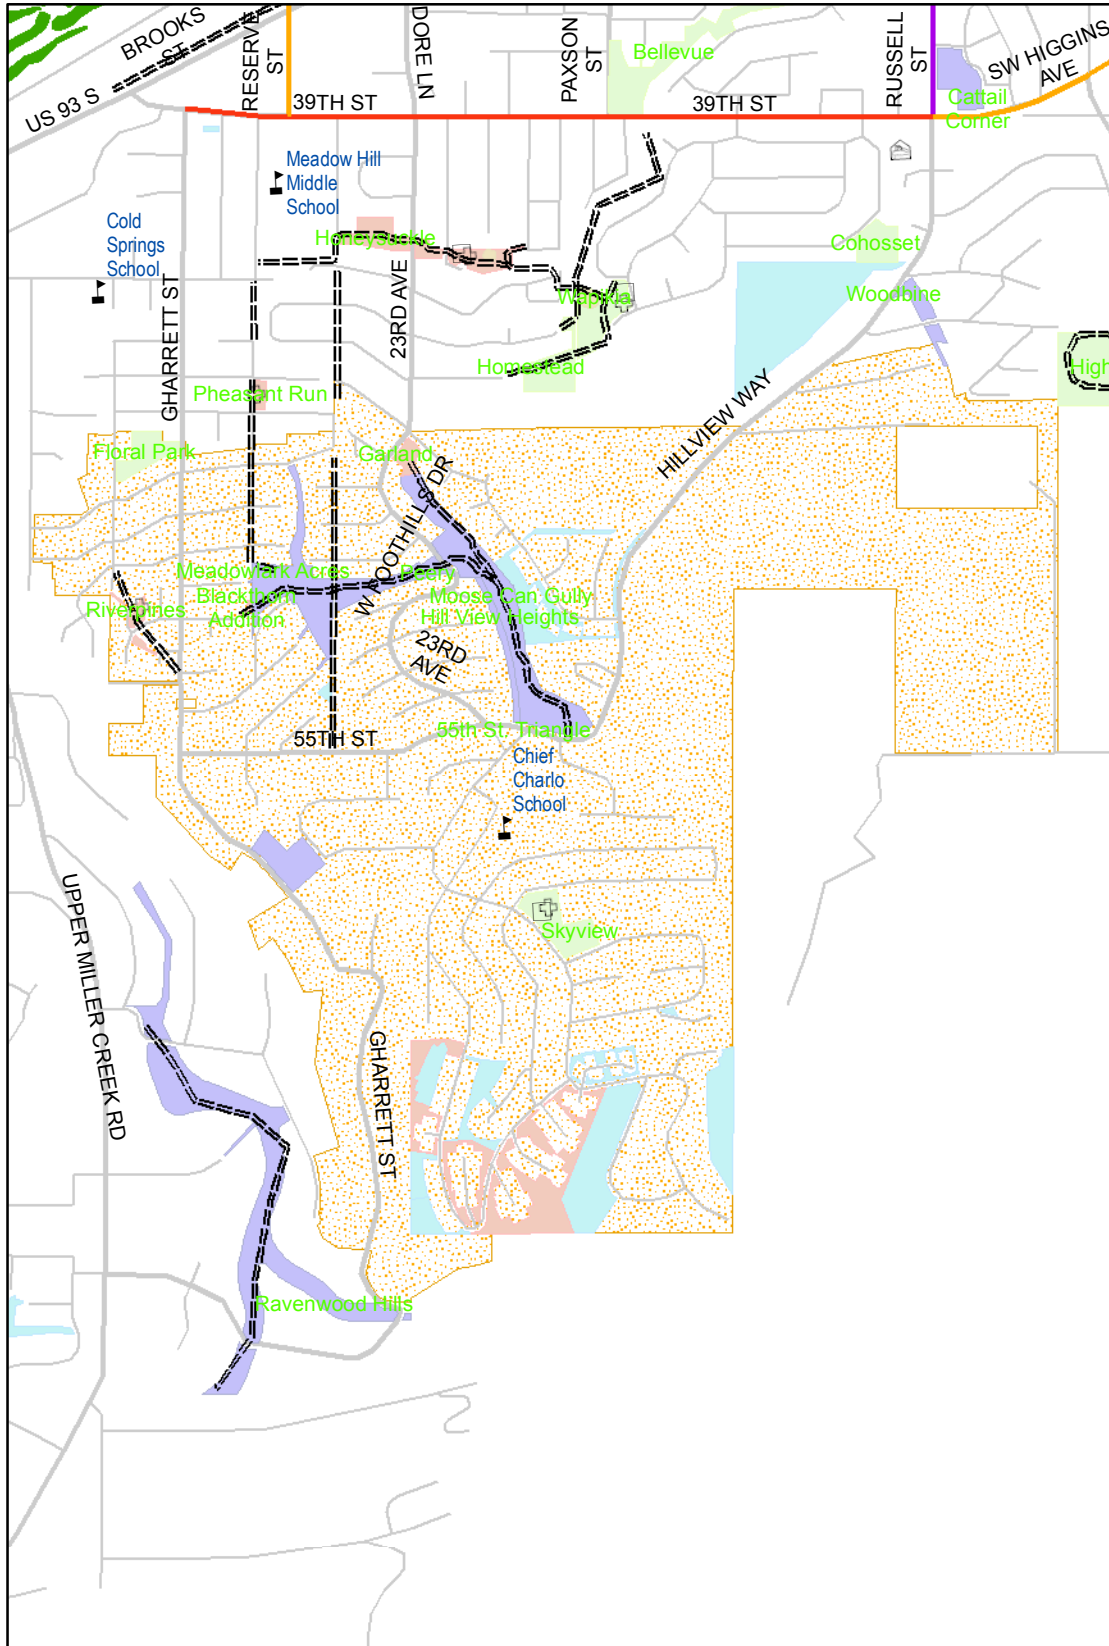 BROOKS
ST
US 93 S
RESERVE
ST
DORE LN
PAXSON
ST
Bellevue
RUSSELL
ST
SW HIGGINS
AVE
Cattail
Corner
39TH ST
39TH ST
Meadow Hill
Middle
School
Cold
Springs
School
GHARRETT ST
Honeysuckle
23RD AVE
Wapikla
Homestead
Cohosset
Woodbine
High
Pheasant Run
HILLVIEW WAY
Floral Park
Garland
W FOOTHILLS DR
Meadowlark Acres
Peery
Blackthorn
Addition
Moose Can Gully
Hill View Heights
Riverpines
23RD
AVE
55TH ST
55th St. Triangle
Chief
Charlo
School
UPPER MILLER CREEK RD
Skyview
GHARRETT ST
Ravenwood Hills